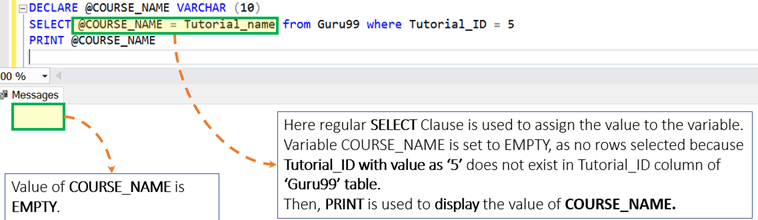 DECLARE @COURSE_NAME VARCHAR (10)
SELECT @COURSE_NAME = Tutorial_name from Guru99 where Tutorial_ID = 5
PRINT @COURSE_NAME
00 %
Messages
Here regular SELECT Clause is used to assign the value to the variable.
Variable COURSE_NAME is set to EMPTY, as no rows selected because
Tutorial_ID with value as ‘5’ does not exist in Tutorial_ID column of
‘Guru99’ table.
Then, PRINT is used to display the value of COURSE_NAME.
Value of COURSE_NAME is
EMPTY.